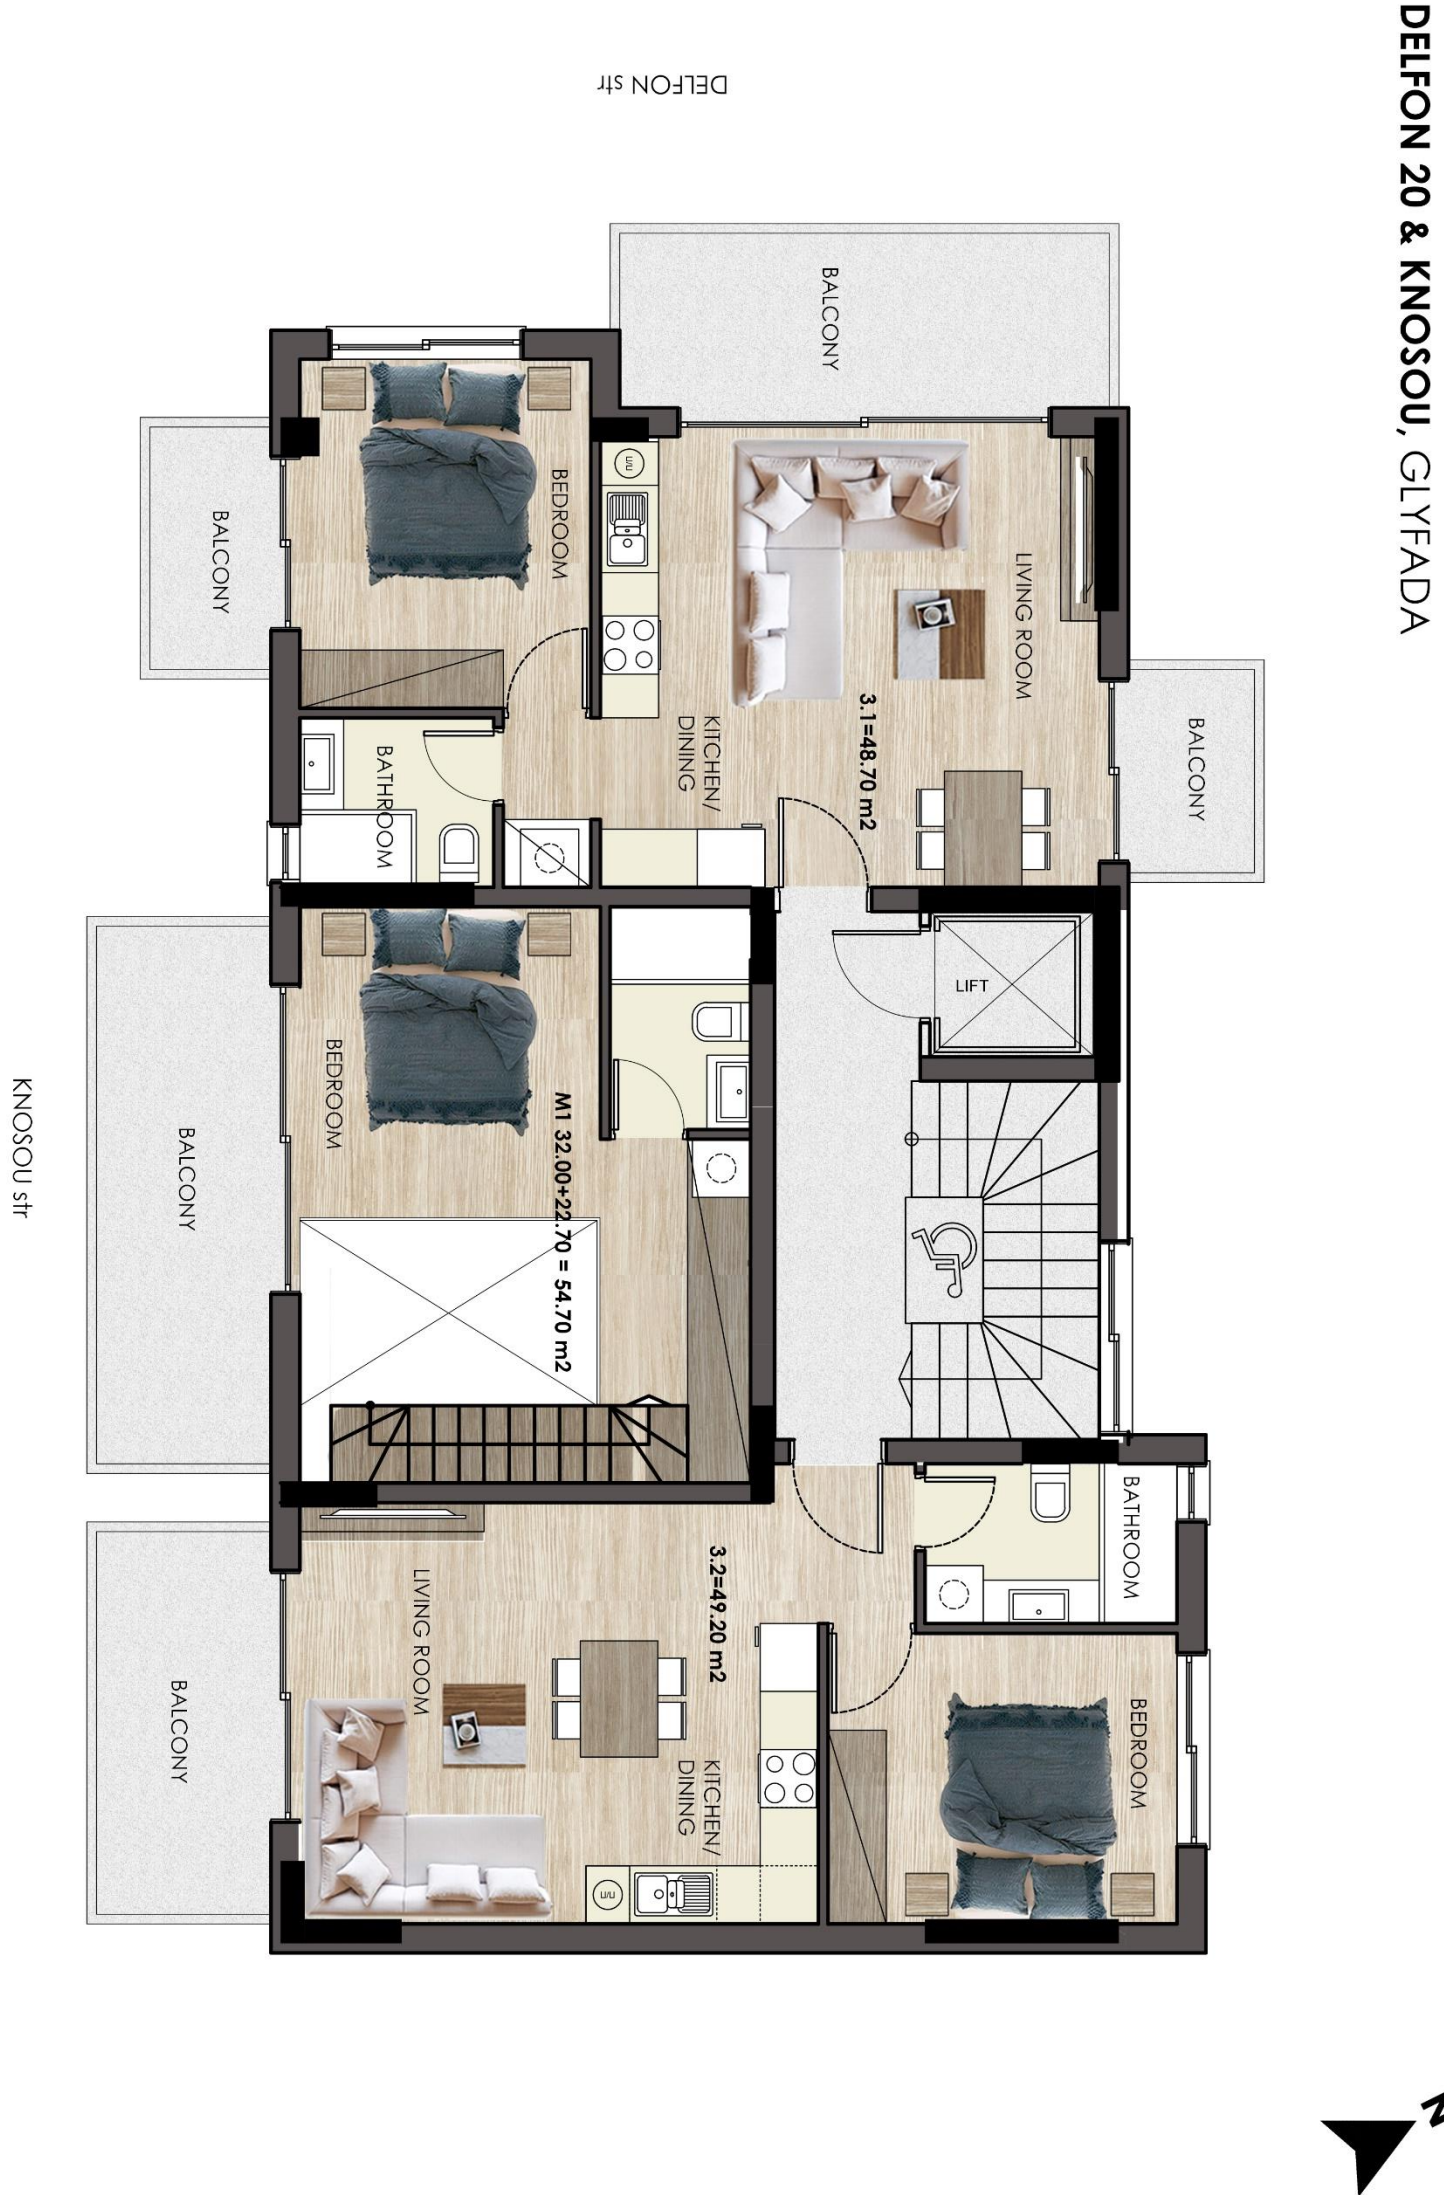 DELFON 20 & KNOSOU, GLYFADA
DELFON str
BALCONY
BEDROOM
BALCONY
LIVING ROOM
3.1=48.70 m2
KITCHEN/
DINING
BATHROOM
BALCONY
LIFT
BEDROOM
M1 32.00+22.70 = 54.70 m2
BALCONY
KNOSOU str
BATHROOM
3.2=49.20 m2
LIVING ROOM
KITCHEN/
DINING
BEDROOM
BALCONY
N